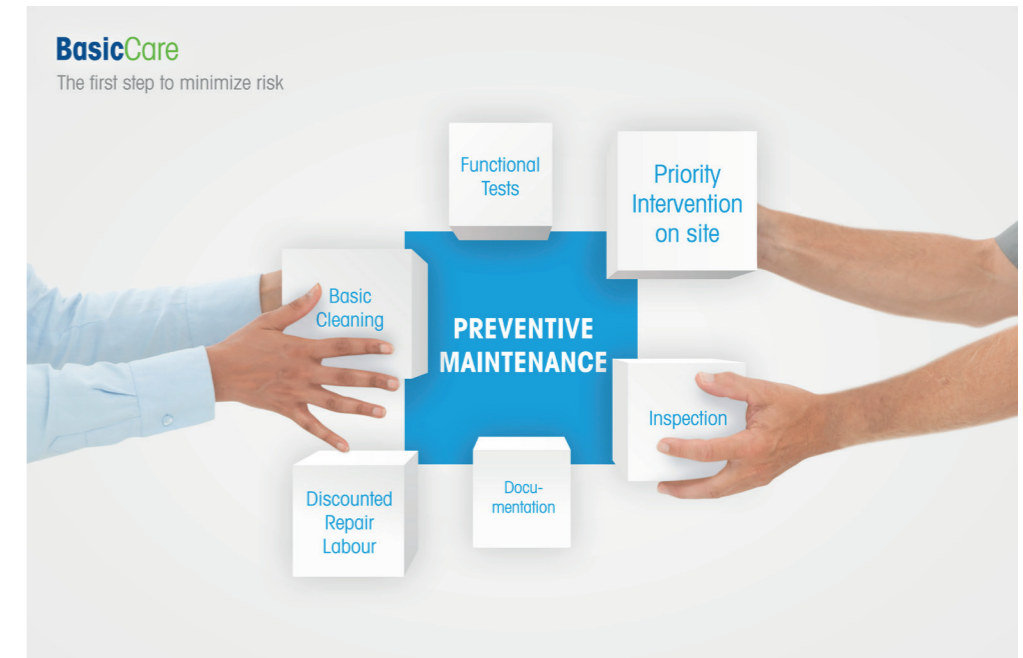 BasicCare
The first step to minimize risk
Functional
Tests
Priority
Intervention
on site
Basic
Cleaning
PREVENTIVE
MAINTENANCE
Inspection
Discounted
Repair
Labour
Docu-
mentation